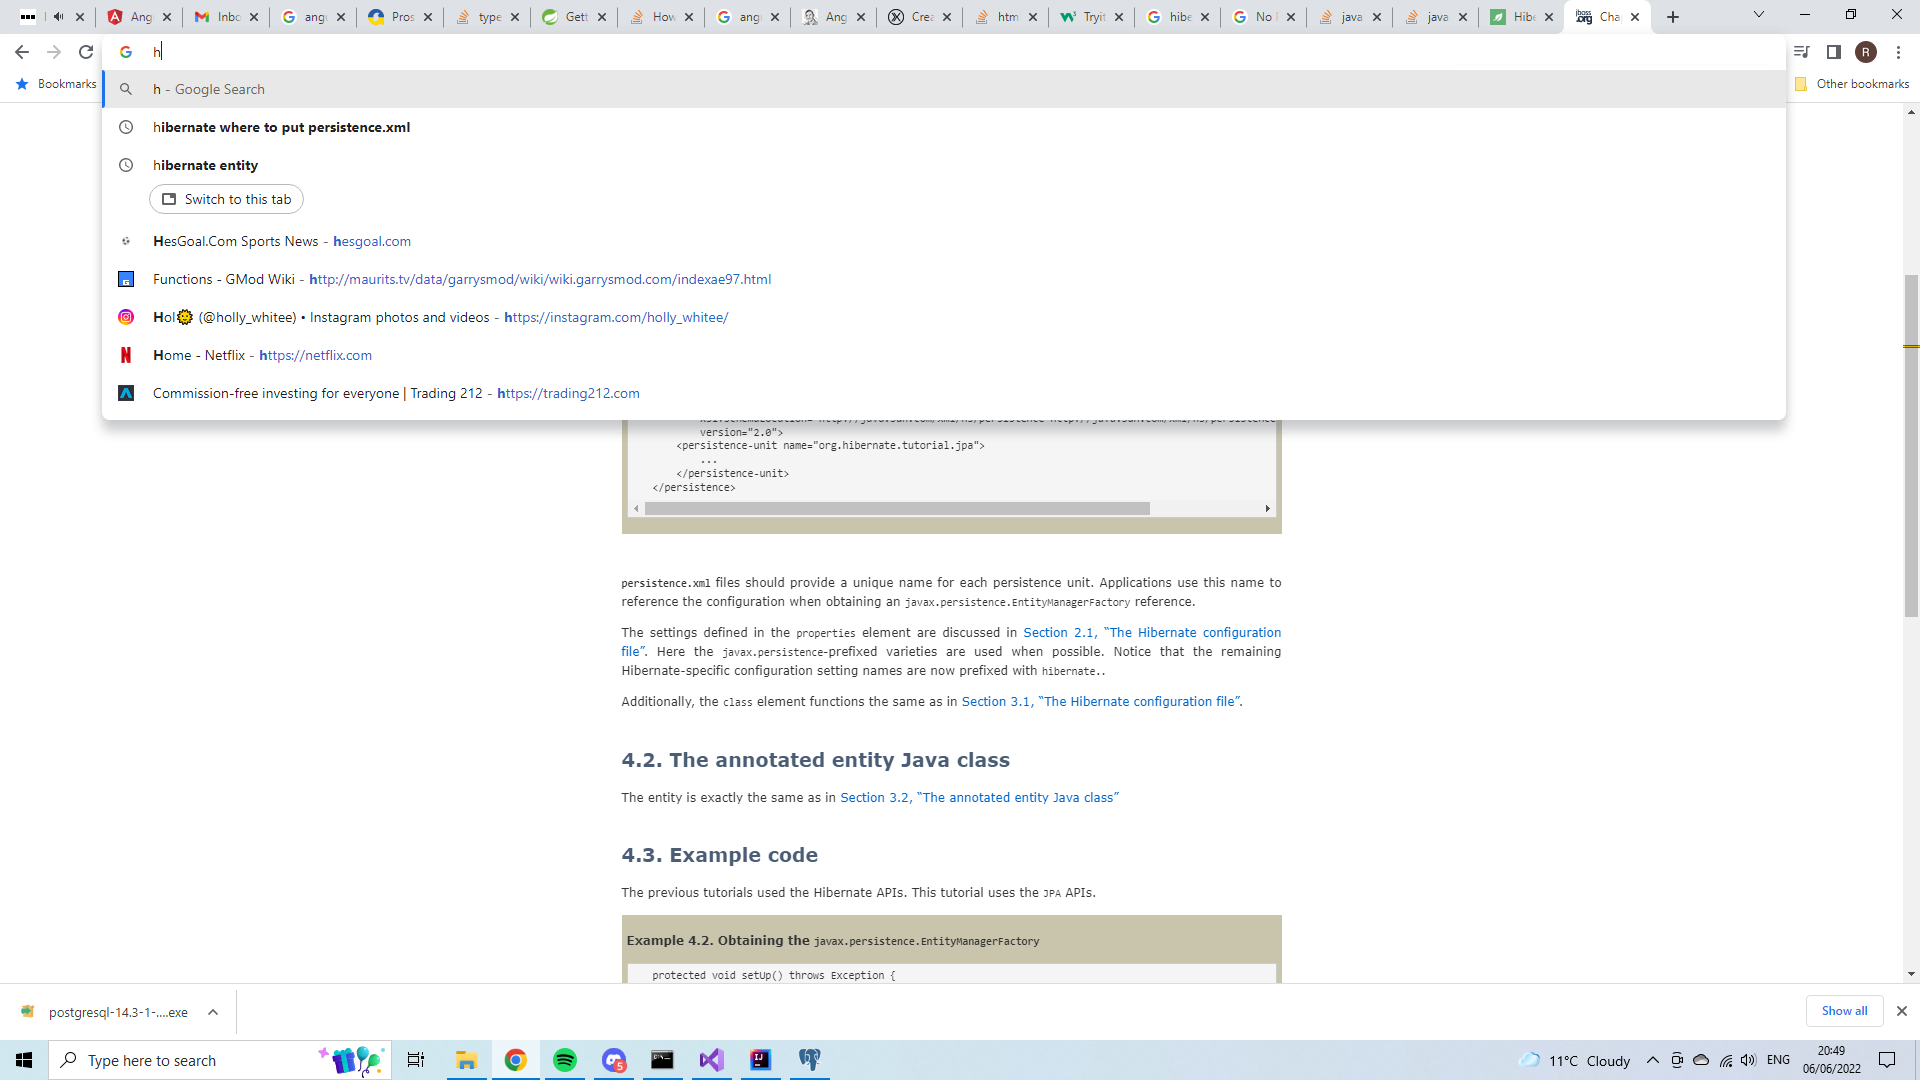 Ang
Inbo
ang
Pros
type
Gett
How
ang
Ang
Crea
htm
Tryit
hibe
No
java
java
Hibe
Cha
h
R
Bookmarks
Other bookmarks
h - Google Search
hibernate where to put persistence.xml
hibernate entity
Switch to this tab
HesGoal.Com Sports News - hesgoal.com
Functions - GMod Wiki - http://maurits.tv/data/garrysmod/wiki/wiki.garrysmod.com/indexae97.html
Hol🌞 (@holly_whitee) • Instagram photos and videos - https://instagram.com/holly_whitee/
Home - Netflix - https://netflix.com
Commission-free investing for everyone | Trading 212 - https://trading212.com
version="2.0">
<persistence-unit name="org.hibernate.tutorial.jpa">
...
</persistence-unit>
</persistence>
persistence.xml files should provide a unique name for each persistence unit. Applications use this name to
reference the configuration when obtaining an javax.persistence.EntityManagerFactory reference.
The settings defined in the properties element are discussed in Section 2.1, “The Hibernate configuration
file”. Here the javax.persistence-prefixed varieties are used when possible. Notice that the remaining
Hibernate-specific configuration setting names are now prefixed with hibernate..
Additionally, the class element functions the same as in Section 3.1, “The Hibernate configuration file”.
4.2. The annotated entity Java class
The entity is exactly the same as in Section 3.2, “The annotated entity Java class”
4.3. Example code
The previous tutorials used the Hibernate APIs. This tutorial uses the JPA APIs.
Example 4.2. Obtaining the javax.persistence.EntityManagerFactory
protected void setUp() throws Exception {
postgresql-14.3-1-....exe
Show all
Type here to search
5
11°C Cloudy
ENG
20:49
06/06/2022